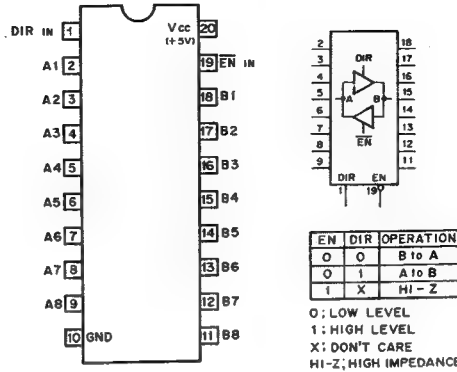 DIR IN 1
A1 2
A2 3
A3 4
A4 5
A5 6
A6 7
A7 8
A8 9
10 GND
Vcc 20
(+5V)
19 EN IN
18 B1
17 B2
16 B3
15 B4
14 B5
13 B6
12 B7
11 B8
2 18
3 DIR 17
4 16
5 A B 15
6 14
7 13
8 EN 12
9 11
DIR EN
1 19
EN DIR OPERATION
0 0 B to A
0 1 A to B
1 X HI-Z
0; LOW LEVEL
1; HIGH LEVEL
X; DON'T CARE
HI-Z; HIGH IMPEDANCE